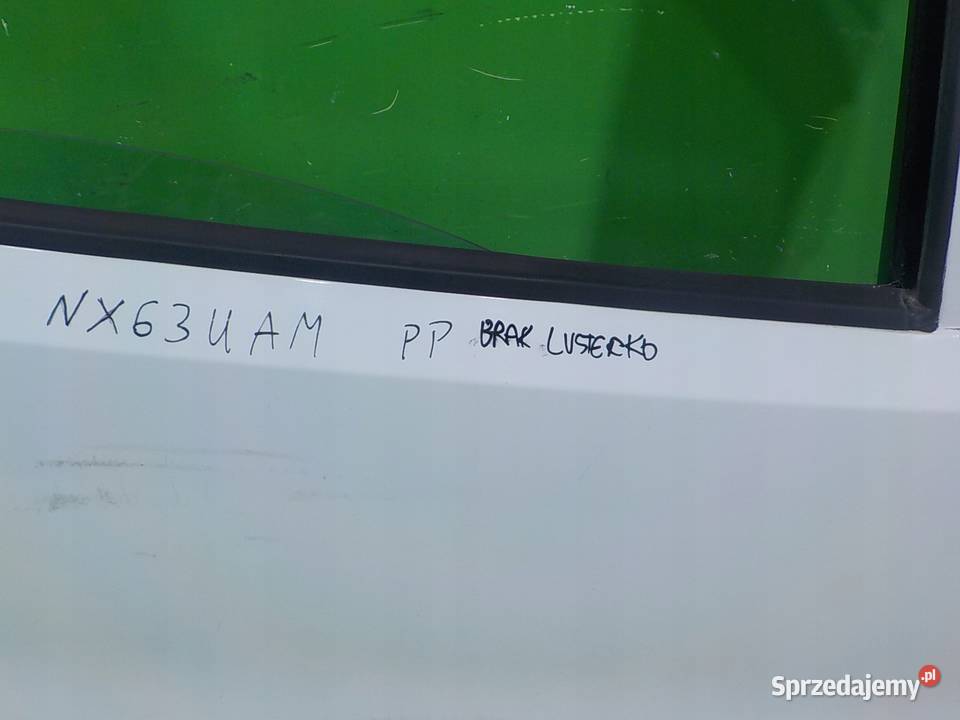 NX63UAM PP BRAK LUSTERKO
Sprzedajemy.pl